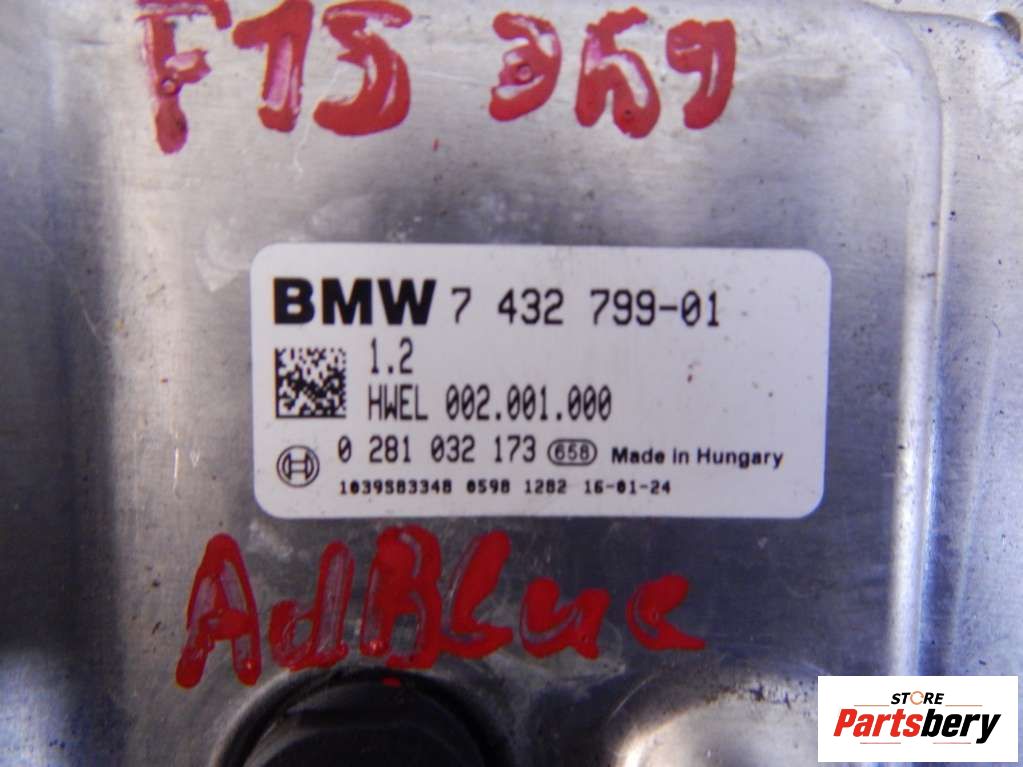 F15 369
BMW 7 432 799-01
1.2
HWEL 002.001.000
0 281 032 173 658 Made in Hungary
1039S83348 0598 1282 16-01-24
AdBlue
STORE
Partsbery